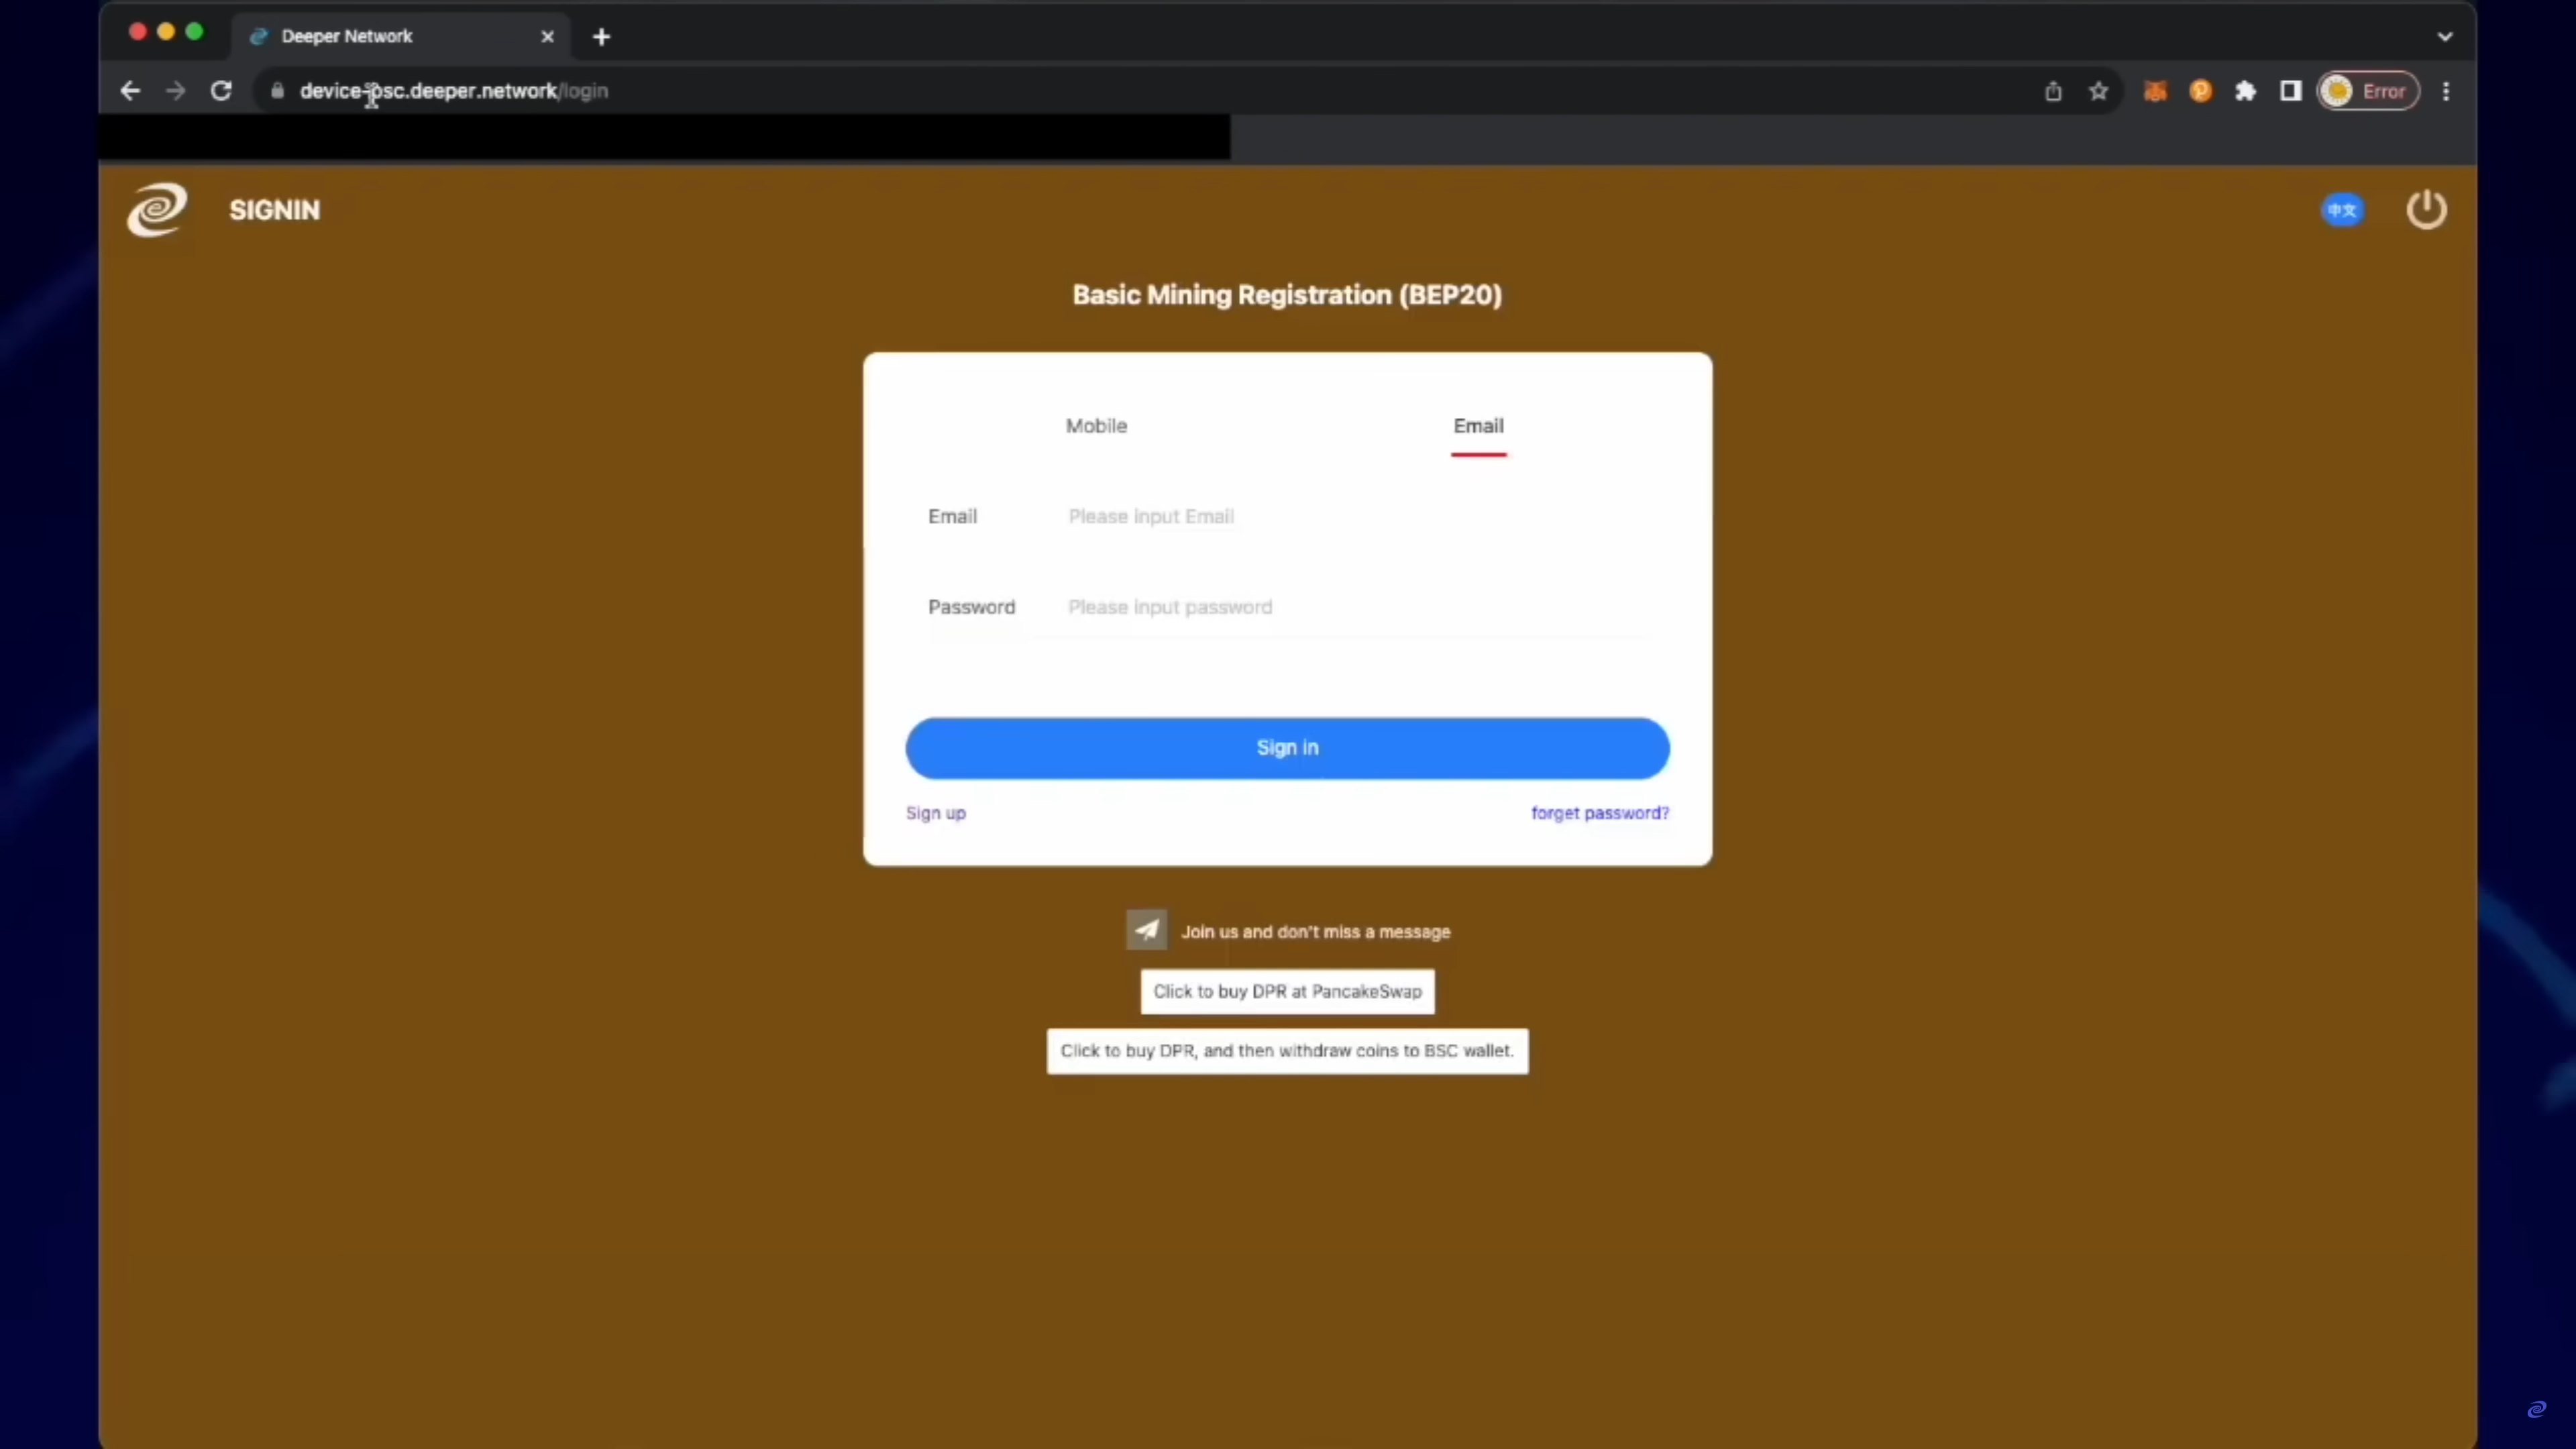 Deeper Network
device-bsc.deeper.network/login
Error
SIGNIN
中文
Basic Mining Registration (BEP20)
Mobile
Email
Email
Please input Email
Password
Please input password
Sign in
Sign up
forget password?
Join us and don't miss a message
Click to buy DPR at PancakeSwap
Click to buy DPR, and then withdraw coins to BSC wallet.